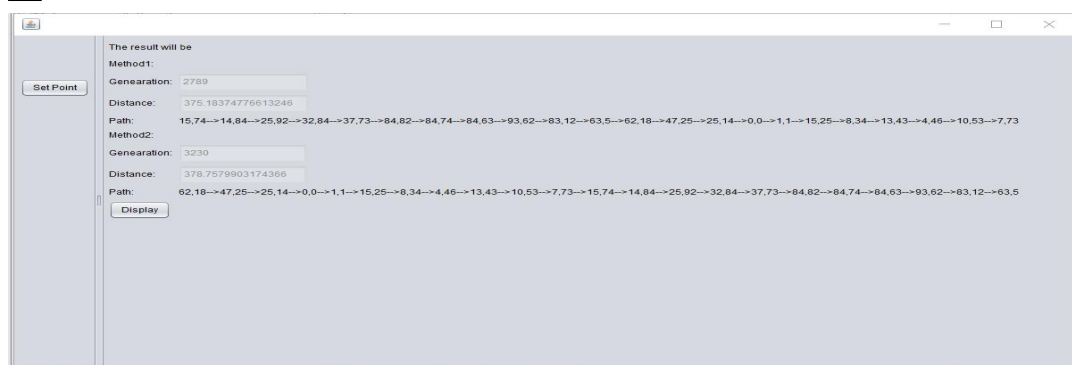 The result will be
Method1:
Set Point
Genearation: 2789
Distance: 375.18374776613246
Path: 15,74-->14,84-->25,92-->32,84-->37,73-->84,82-->84,74-->84,63-->93,62-->83,12-->63,5-->62,18-->47,25-->25,14-->0,0-->1,1-->15,25-->8,34-->13,43-->4,46-->10,53-->7,73
Method2:
Genearation: 3230
Distance: 378.7579903174366
Path: 62,18-->47,25-->25,14-->0,0-->1,1-->15,25-->8,34-->4,46-->13,43-->10,53-->7,73-->15,74-->14,84-->25,92-->32,84-->37,73-->84,82-->84,74-->84,63-->93,62-->83,12-->63,5
Display